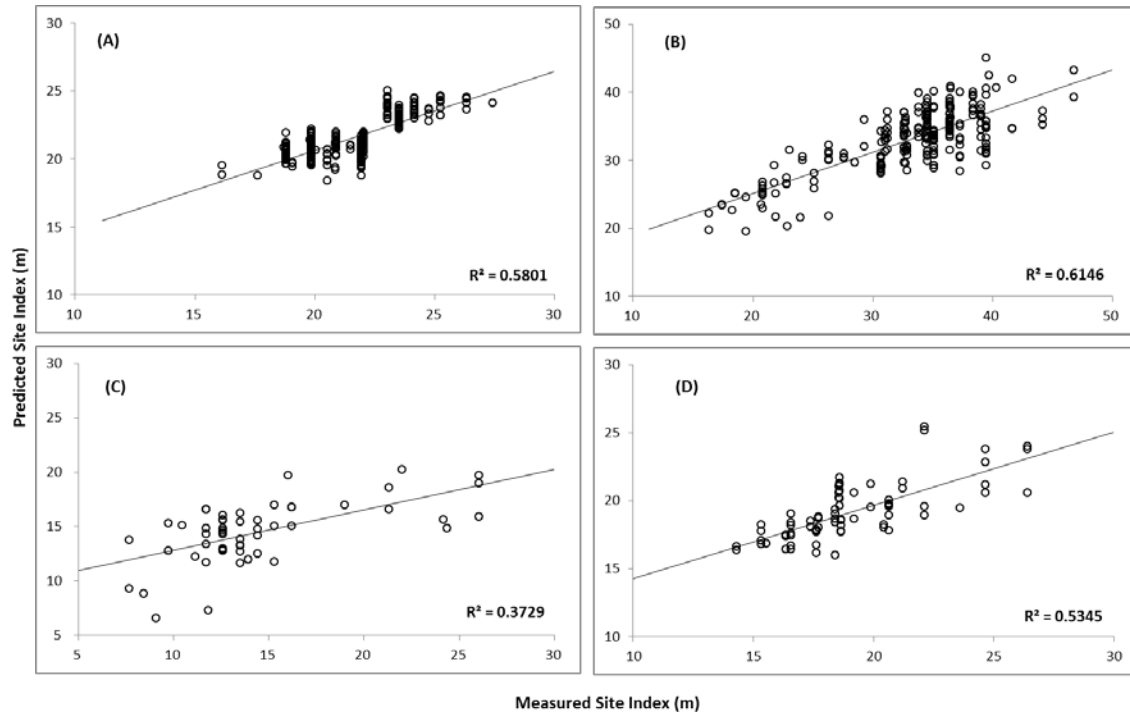 (A)
30
25
20
15
10
10 15 20 25 30
R² = 0.5801
(B)
50
40
30
20
10
10 20 30 40 50
R² = 0.6146
Predicted Site Index (m)
(C)
30
25
20
15
10
5
5 10 15 20 25 30
R² = 0.3729
(D)
30
25
20
15
10
10 15 20 25 30
R² = 0.5345
Measured Site Index (m)